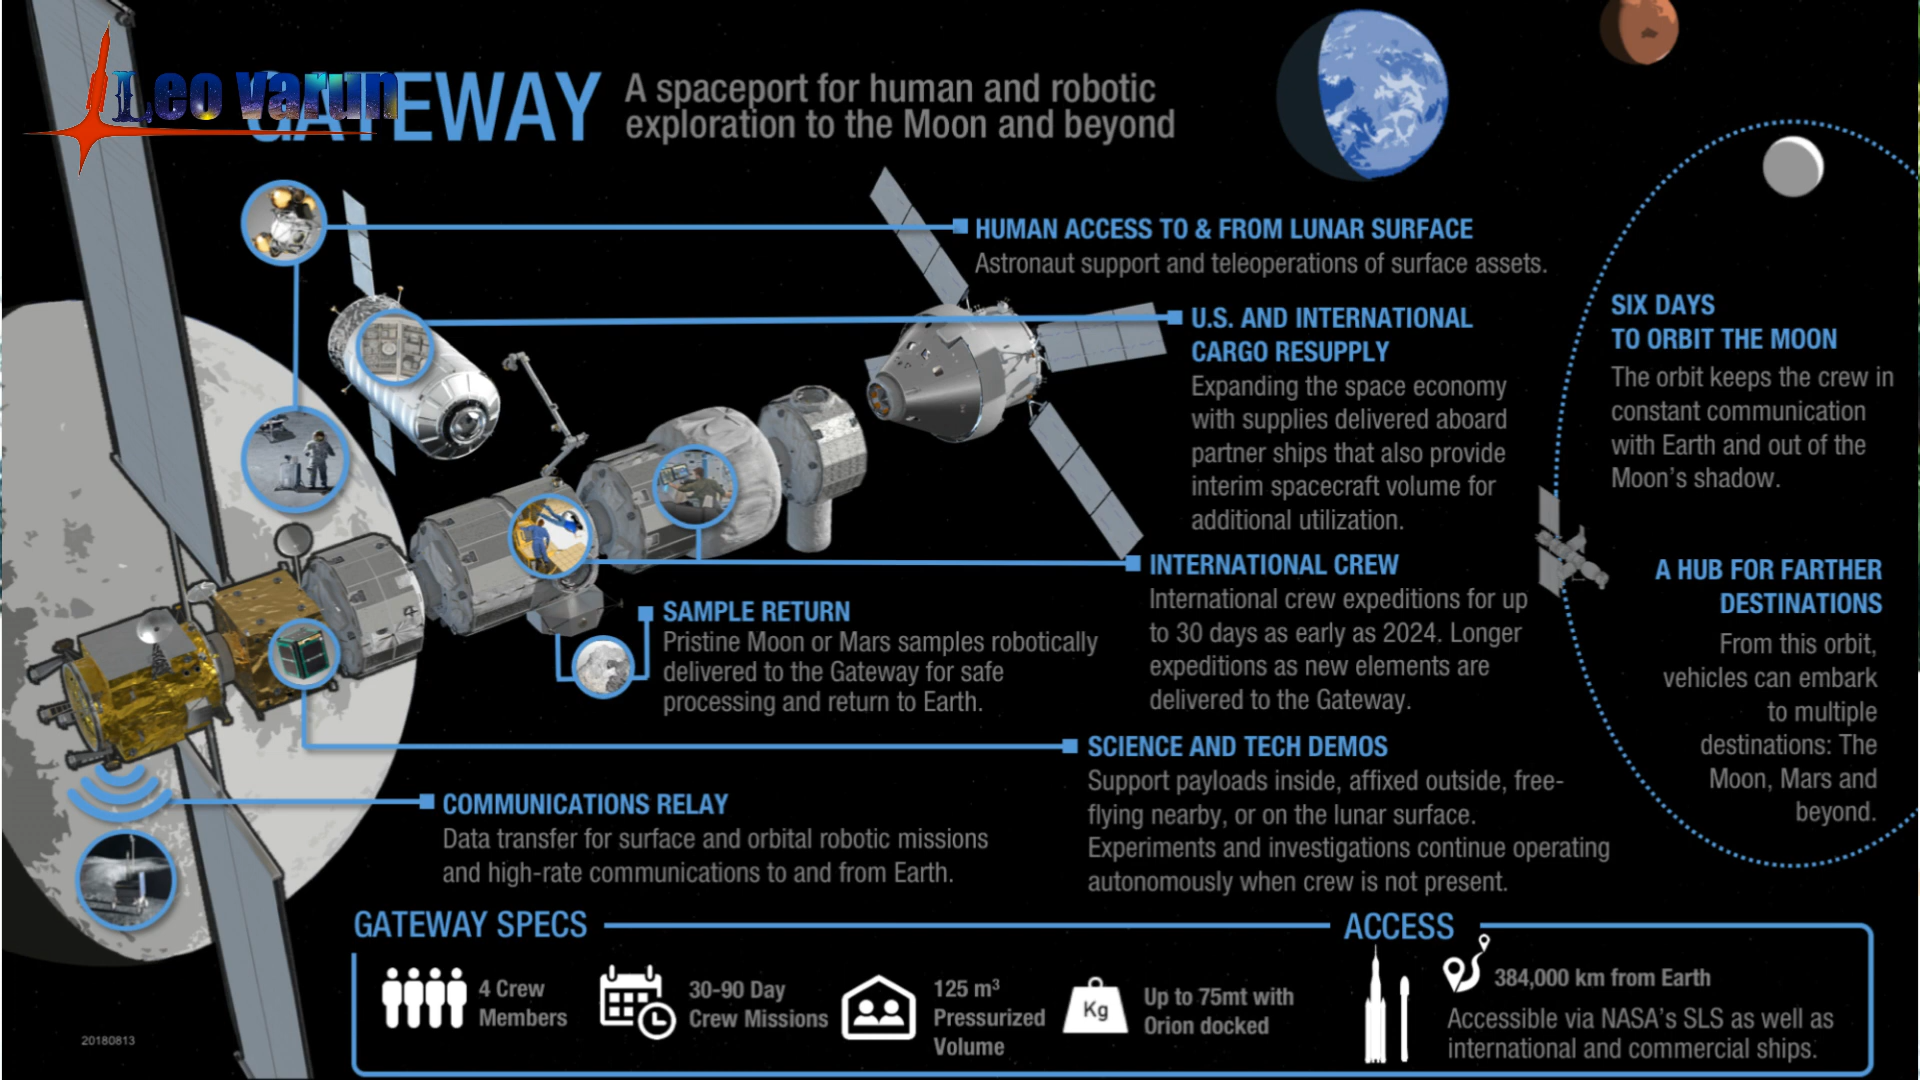 Leo Varun
GATEWAY
A spaceport for human and robotic
exploration to the Moon and beyond
HUMAN ACCESS TO & FROM LUNAR SURFACE
Astronaut support and teleoperations of surface assets.
U.S. AND INTERNATIONAL
CARGO RESUPPLY
Expanding the space economy
with supplies delivered aboard
partner ships that also provide
interim spacecraft volume for
additional utilization.
SIX DAYS
TO ORBIT THE MOON
The orbit keeps the crew in
constant communication
with Earth and out of the
Moon's shadow.
INTERNATIONAL CREW
International crew expeditions for up
to 30 days as early as 2024. Longer
expeditions as new elements are
delivered to the Gateway.
A HUB FOR FARTHER
DESTINATIONS
From this orbit,
vehicles can embark
to multiple
destinations: The
Moon, Mars and
beyond.
SAMPLE RETURN
Pristine Moon or Mars samples robotically
delivered to the Gateway for safe
processing and return to Earth.
SCIENCE AND TECH DEMOS
Support payloads inside, affixed outside, free-
flying nearby, or on the lunar surface.
Experiments and investigations continue operating
autonomously when crew is not present.
COMMUNICATIONS RELAY
Data transfer for surface and orbital robotic missions
and high-rate communications to and from Earth.
GATEWAY SPECS
4 Crew
Members
30-90 Day
Crew Missions
125 m³
Pressurized
Volume
Kg
Up to 75mt with
Orion docked
ACCESS
384,000 km from Earth
Accessible via NASA's SLS as well as
international and commercial ships.
20180813